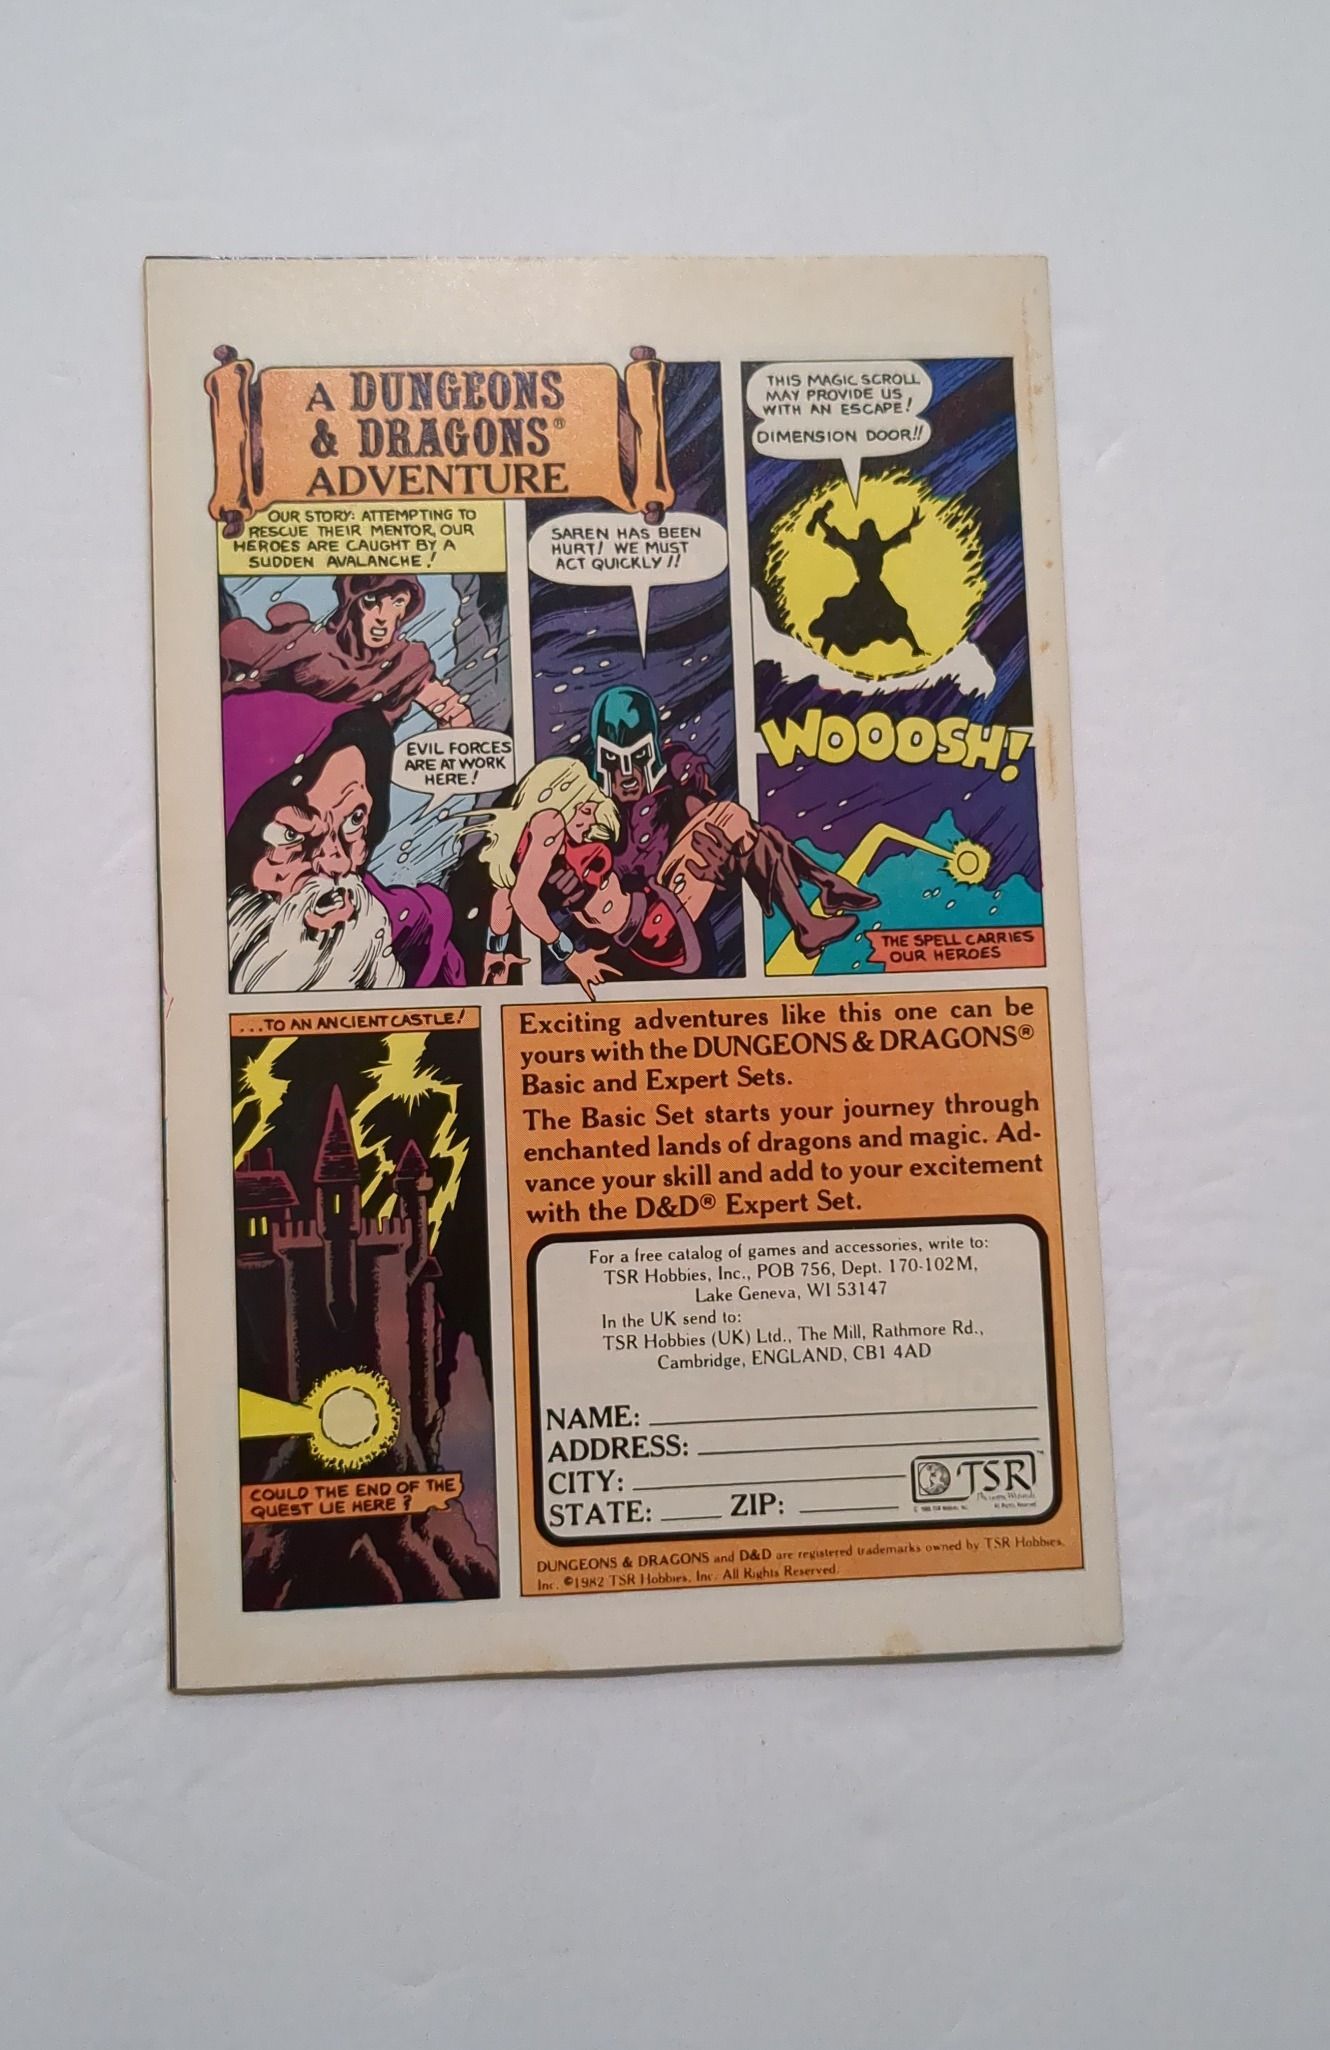 A DUNGEONS
& DRAGONS®
ADVENTURE
OUR STORY: ATTEMPTING TO
RESCUE THEIR MENTOR, OUR
HEROES ARE CAUGHT BY A
SUDDEN AVALANCHE!
EVIL FORCES
ARE AT WORK
HERE!
SAREN HAS BEEN
HURT! WE MUST
ACT QUICKLY!!
THIS MAGIC SCROLL
MAY PROVIDE US
WITH AN ESCAPE!
DIMENSION DOOR!!
WOOOSH!
THE SPELL CARRIES
OUR HEROES
...TO AN ANCIENT CASTLE!
COULD THE END OF THE
QUEST LIE HERE?
Exciting adventures like this one can be
yours with the DUNGEONS & DRAGONS®
Basic and Expert Sets.
The Basic Set starts your journey through
enchanted lands of dragons and magic. Ad-
vance your skill and add to your excitement
with the D&D® Expert Set.
For a free catalog of games and accessories, write to:
TSR Hobbies, Inc., POB 756, Dept. 170-102M,
Lake Geneva, WI 53147
In the UK send to:
TSR Hobbies (UK) Ltd., The Mill, Rathmore Rd.,
Cambridge, ENGLAND, CB1 4AD
NAME:
ADDRESS:
CITY:
STATE: ZIP:
TSR™
All Rights Reserved
DUNGEONS & DRAGONS and D&D are registered trademarks owned by TSR Hobbies,
Inc. ©1982 TSR Hobbies, Inc. All Rights Reserved.